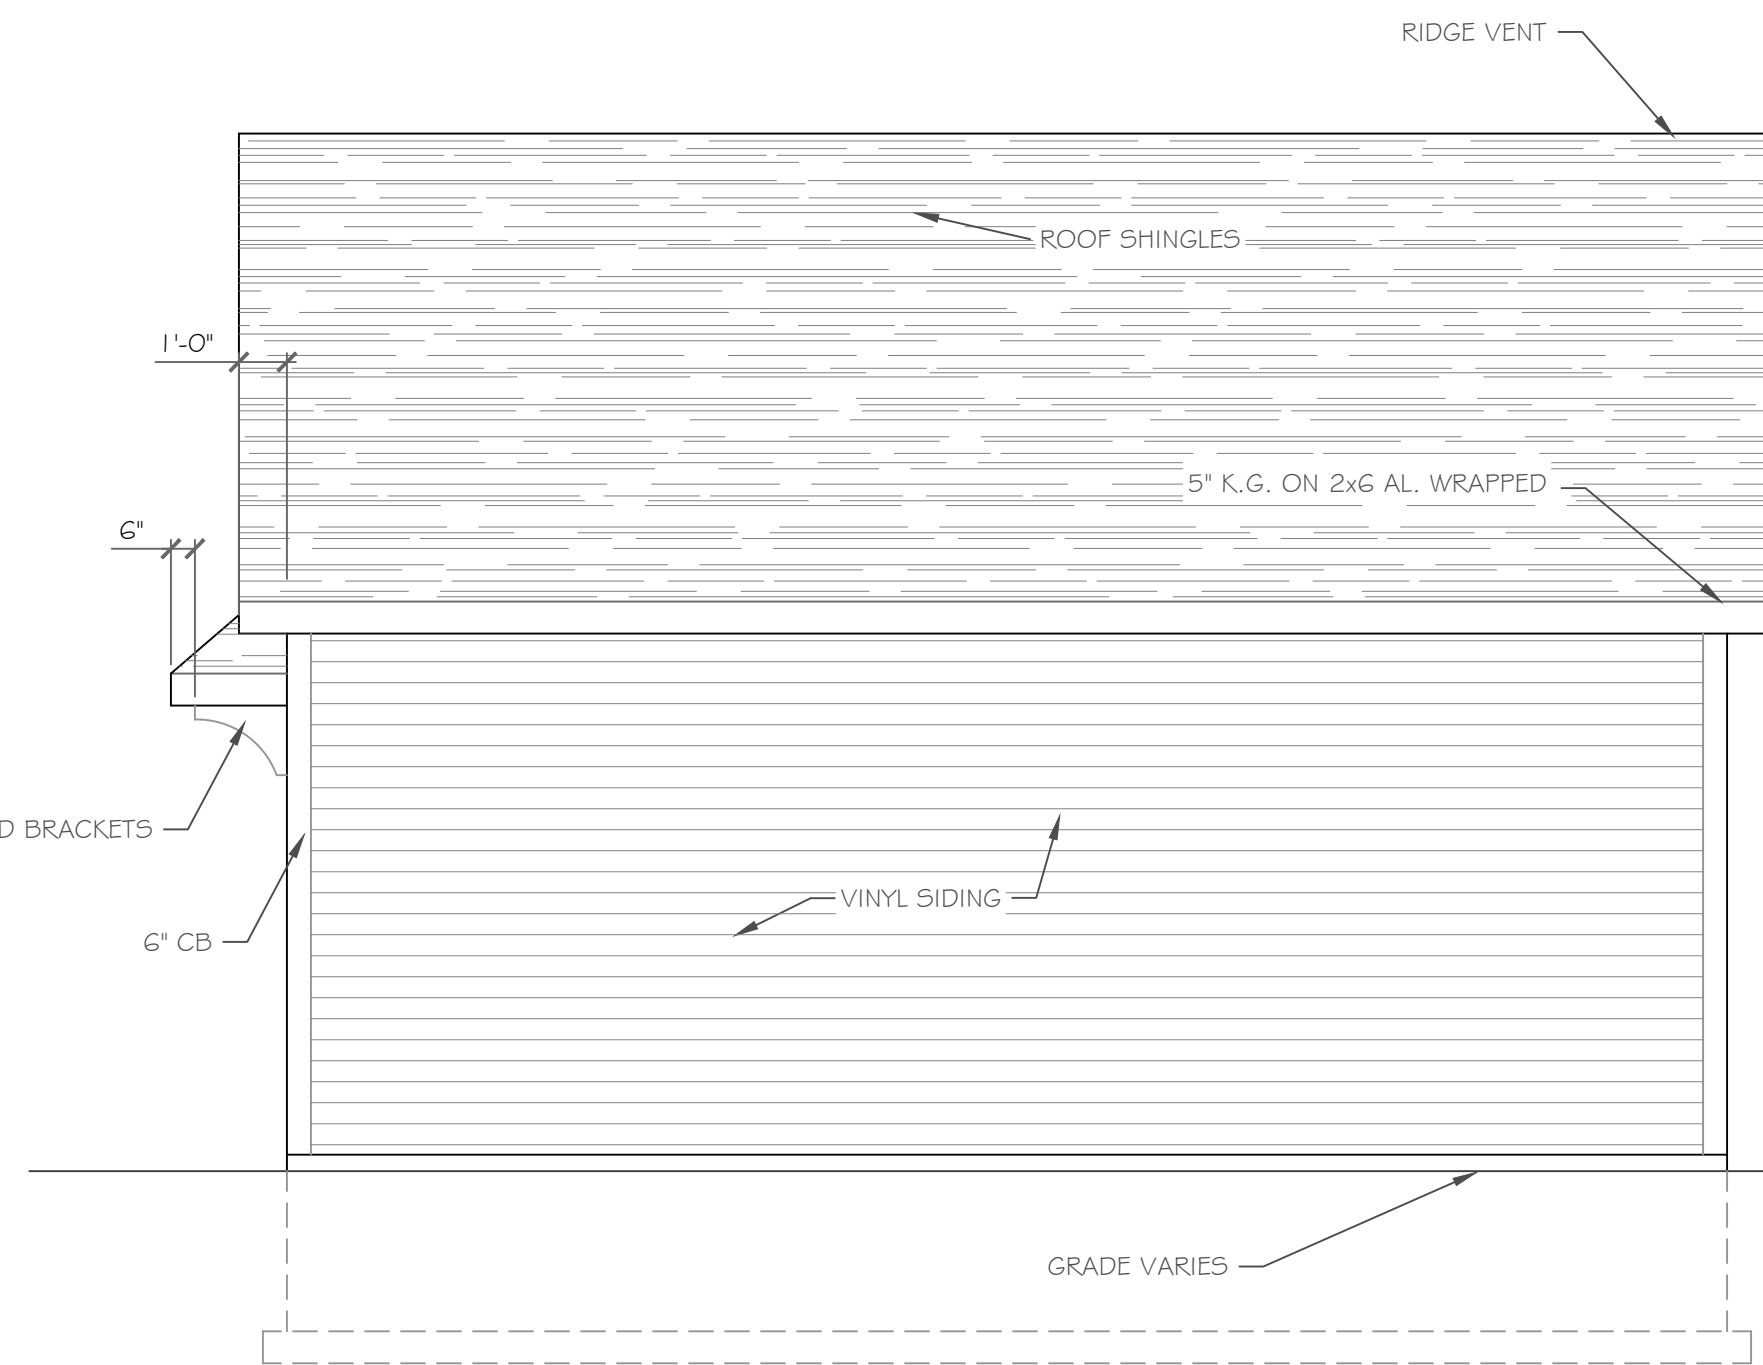 RIDGE VENT
ROOF SHINGLES
1'-0"
5" K.G. ON 2x6 AL. WRAPPED
6"
D BRACKETS
VINYL SIDING
6" CB
GRADE VARIES